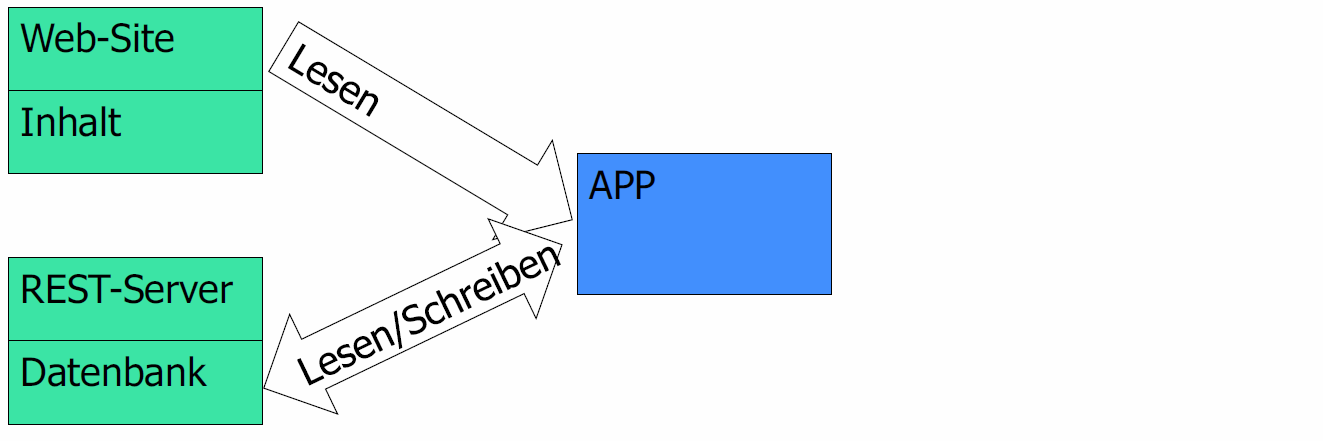 Web-Site
Inhalt
Lesen
APP
REST-Server
Datenbank
Lesen/Schreiben